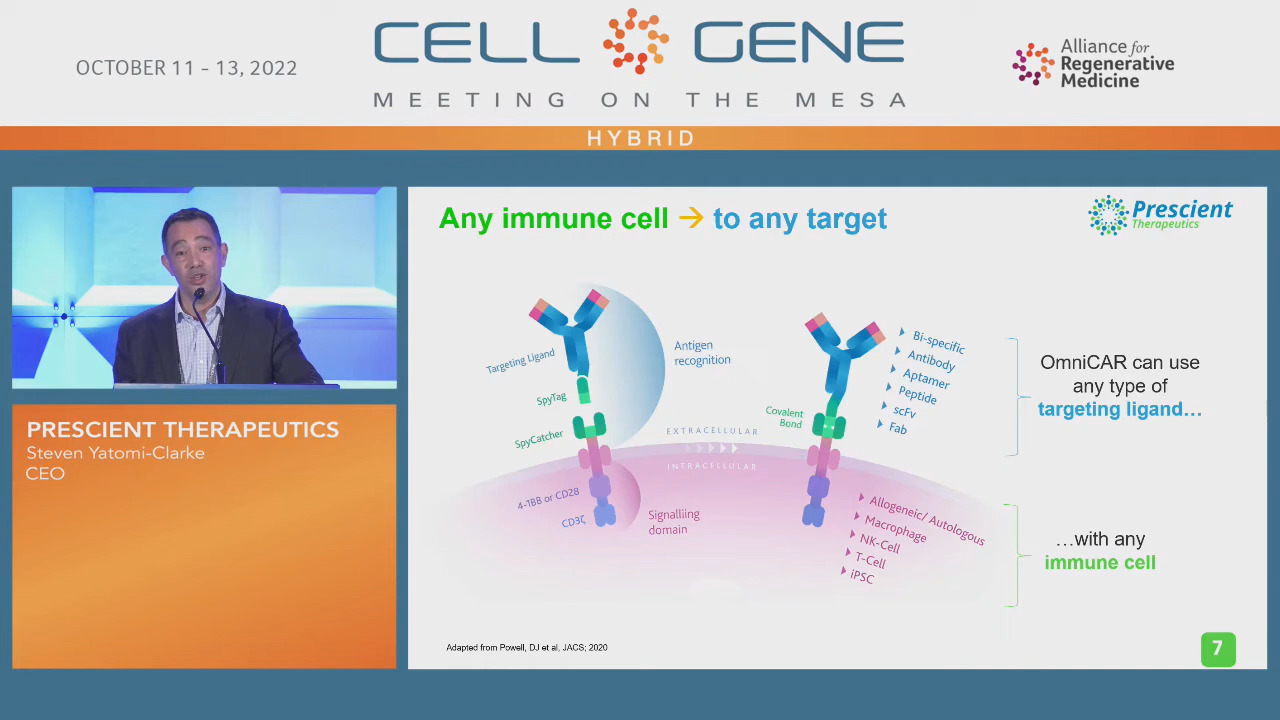 OCTOBER 11 - 13, 2022
CELL GENE
MEETING ON THE MESA
Alliance for
Regenerative
Medicine
HYBRID
PRESCIENT THERAPEUTICS
Steven Yatomi-Clarke
CEO
Any immune cell → to any target
Prescient
Therapeutics
Targeting Ligand
SpyTag
SpyCatcher
4-1BB or CD28
CD3ζ
Antigen
recognition
EXTRACELLULAR
INTRACELLULAR
Signalliing
domain
Covalent
Bond
Bi-specific
Antibody
Aptamer
Peptide
scFv
Fab
Allogeneic/ Autologous
Macrophage
NK-Cell
T-Cell
iPSC
OmniCAR can use
any type of
targeting ligand…
…with any
immune cell
Adapted from Powell, DJ et al, JACS; 2020
7